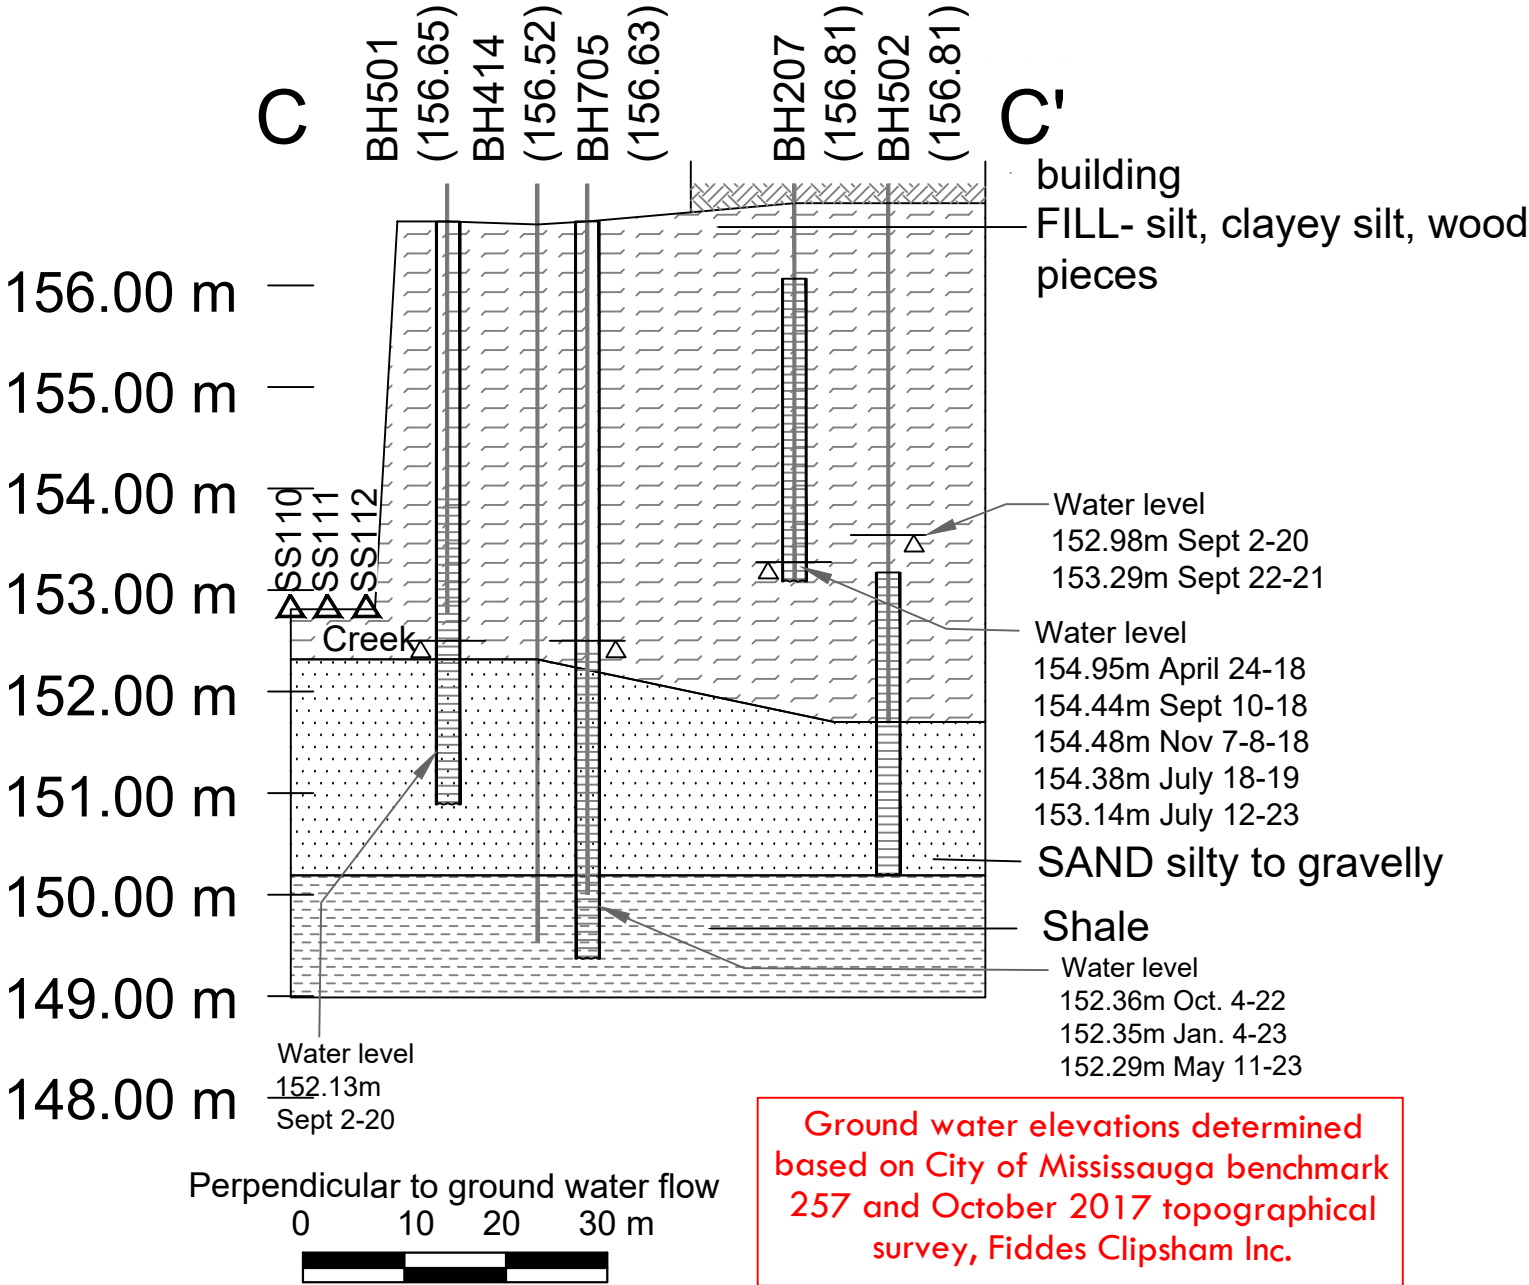 C
BH501
(156.65)
BH414
(156.52)
BH705
(156.63)
BH207
(156.81)
BH502
(156.81)
C'
building
FILL- silt, clayey silt, wood
pieces
156.00 m
155.00 m
154.00 m
153.00 m
152.00 m
151.00 m
150.00 m
149.00 m
148.00 m
SS110
SS111
SS112
Creek
Water level
152.98m Sept 2-20
153.29m Sept 22-21
Water level
154.95m April 24-18
154.44m Sept 10-18
154.48m Nov 7-8-18
154.38m July 18-19
153.14m July 12-23
SAND silty to gravelly
Shale
Water level
152.36m Oct. 4-22
152.35m Jan. 4-23
152.29m May 11-23
Water level
152.13m
Sept 2-20
Perpendicular to ground water flow
0 10 20 30 m
Ground water elevations determined
based on City of Mississauga benchmark
257 and October 2017 topographical
survey, Fiddes Clipsham Inc.